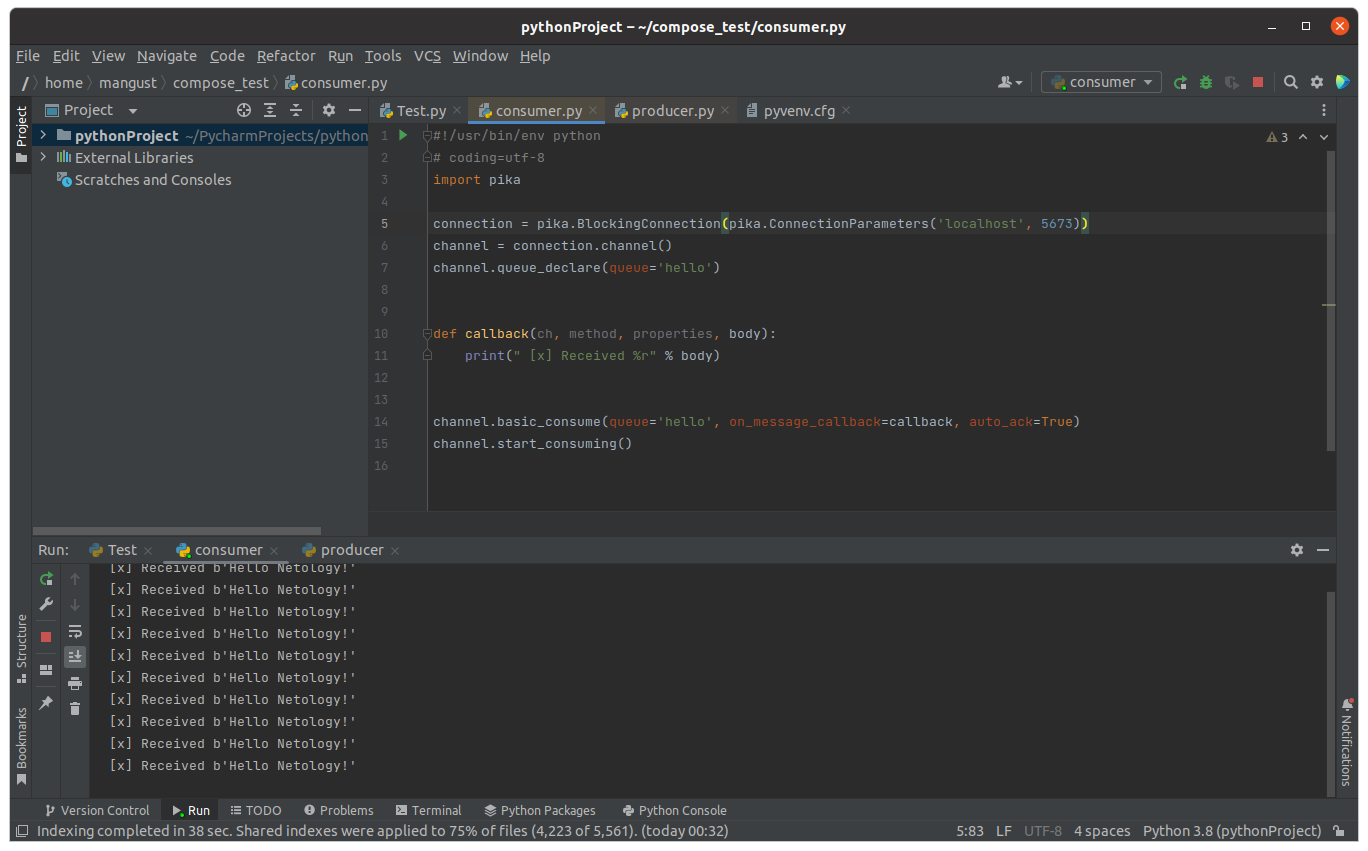 pythonProject – ~/compose_test/consumer.py
File Edit View Navigate Code Refactor Run Tools VCS Window Help
/ home mangust compose_test consumer.py consumer
Project
Project
Test.py consumer.py producer.py pyvenv.cfg
pythonProject ~/PycharmProjects/python
External Libraries
Scratches and Consoles
3
1 #!/usr/bin/env python
2 # coding=utf-8
3 import pika
4
5 connection = pika.BlockingConnection(pika.ConnectionParameters('localhost', 5673))
6 channel = connection.channel()
7 channel.queue_declare(queue='hello')
8
9
10 def callback(ch, method, properties, body):
11     print(" [x] Received %r" % body)
12
13
14 channel.basic_consume(queue='hello', on_message_callback=callback, auto_ack=True)
15 channel.start_consuming()
16
Run: Test consumer producer
[x] Received b'Hello Netology!'
[x] Received b'Hello Netology!'
[x] Received b'Hello Netology!'
[x] Received b'Hello Netology!'
[x] Received b'Hello Netology!'
[x] Received b'Hello Netology!'
[x] Received b'Hello Netology!'
[x] Received b'Hello Netology!'
[x] Received b'Hello Netology!'
[x] Received b'Hello Netology!'
Structure
Bookmarks
Notifications
Version Control Run TODO Problems Terminal Python Packages Python Console
Indexing completed in 38 sec. Shared indexes were applied to 75% of files (4,223 of 5,561). (today 00:32) 5:83 LF UTF-8 4 spaces Python 3.8 (pythonProject)